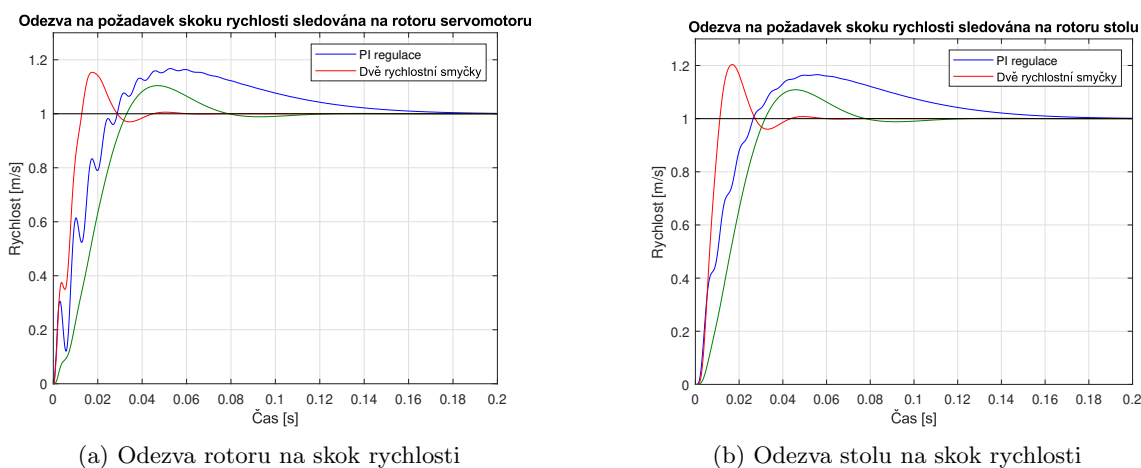 Odezva na požadavek skoku rychlosti sledována na rotoru servomotoru
PI regulace
Dvě rychlostní smyčky
Rychlost [m/s]
1.2
1
0.8
0.6
0.4
0.2
0
0 0.02 0.04 0.06 0.08 0.1 0.12 0.14 0.16 0.18 0.2
Čas [s]
(a) Odezva rotoru na skok rychlosti
Odezva na požadavek skoku rychlosti sledována na rotoru stolu
PI regulace
Dvě rychlostní smyčky
Rychlost [m/s]
1.2
1
0.8
0.6
0.4
0.2
0
0 0.02 0.04 0.06 0.08 0.1 0.12 0.14 0.16 0.18 0.2
Čas [s]
(b) Odezva stolu na skok rychlosti